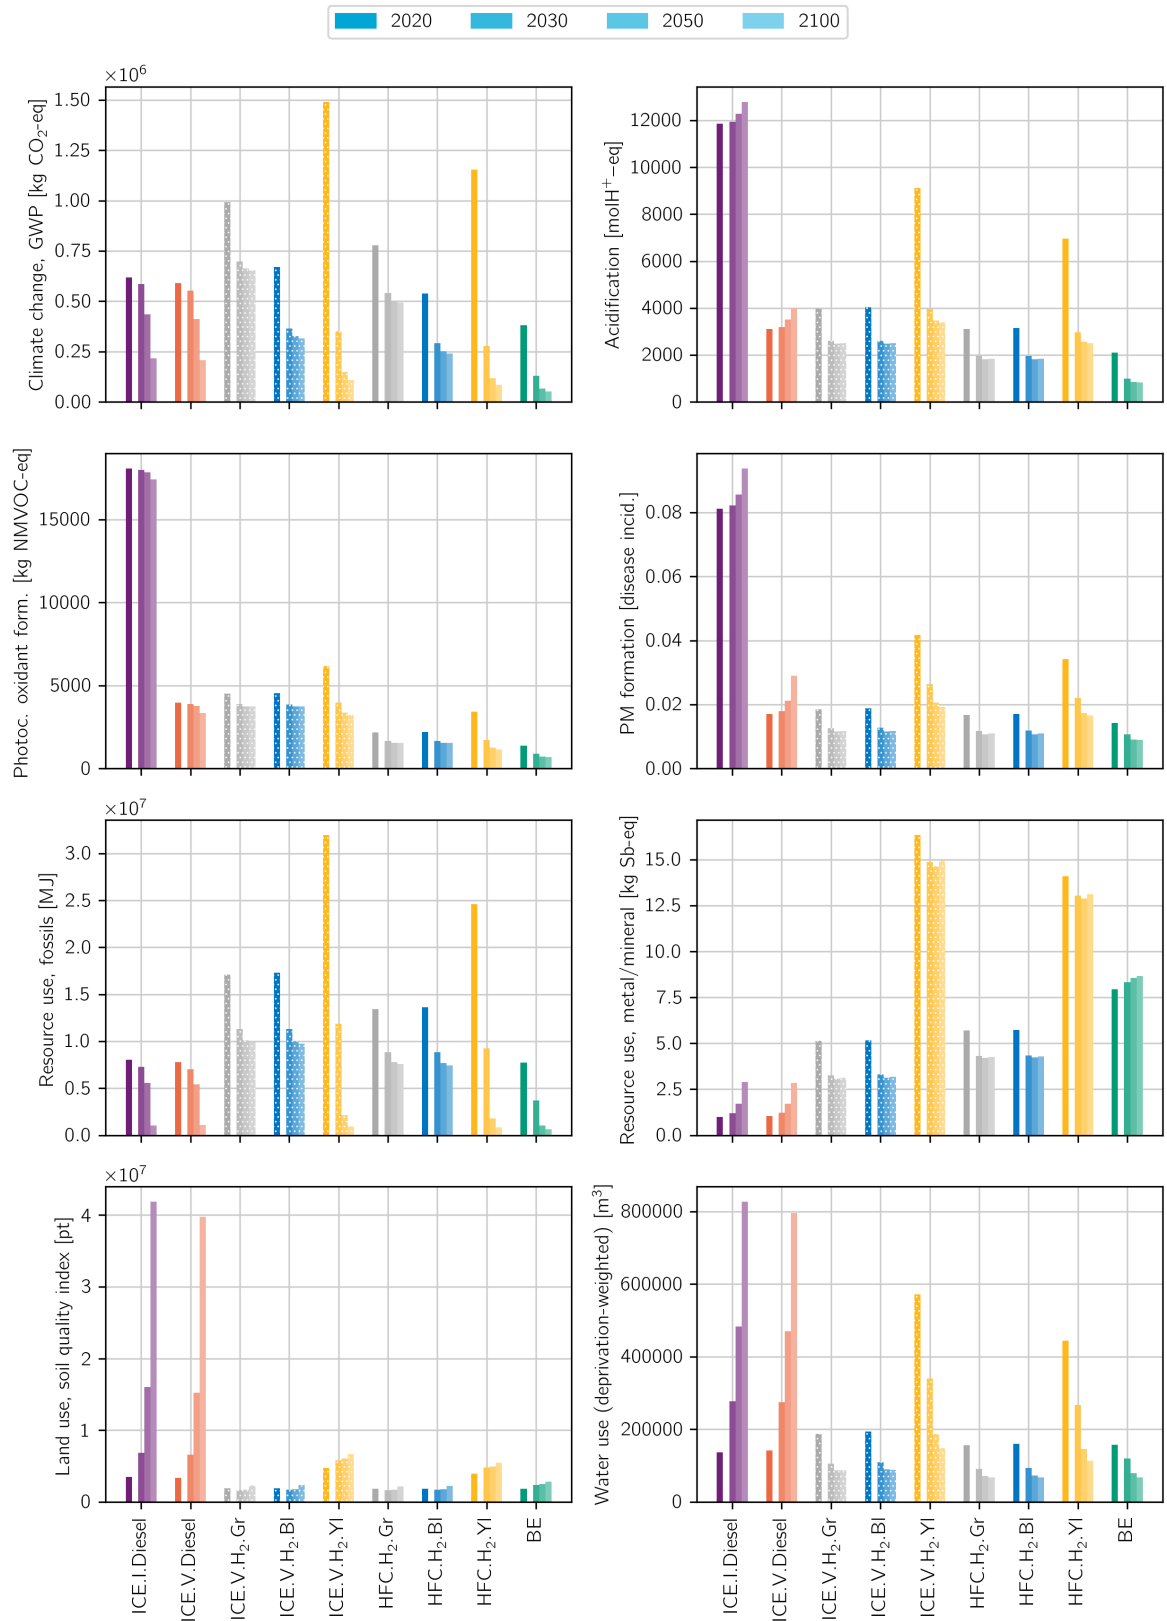 2020 2030 2050 2100
×10⁶
Climate change, GWP [kg CO₂-eq]
1.50
1.25
1.00
0.75
0.50
0.25
0.00
Acidification [molH⁺−eq]
12000
10000
8000
6000
4000
2000
0
Photoc. oxidant form. [kg NMVOC-eq]
15000
10000
5000
0
PM formation [disease incid.]
0.08
0.06
0.04
0.02
0.00
×10⁷
Resource use, fossils [MJ]
3.0
2.5
2.0
1.5
1.0
0.5
0.0
Resource use, metal/mineral [kg Sb-eq]
15.0
12.5
10.0
7.5
5.0
2.5
0.0
×10⁷
Land use, soil quality index [pt]
4
3
2
1
0
ICE.I.Diesel
ICE.V.Diesel
ICE.V.H₂.Gr
ICE.V.H₂.Bl
ICE.V.H₂.Yl
HFC.H₂.Gr
HFC.H₂.Bl
HFC.H₂.Yl
BE
Water use (deprivation-weighted) [m³]
800000
600000
400000
200000
0
ICE.I.Diesel
ICE.V.Diesel
ICE.V.H₂.Gr
ICE.V.H₂.Bl
ICE.V.H₂.Yl
HFC.H₂.Gr
HFC.H₂.Bl
HFC.H₂.Yl
BE